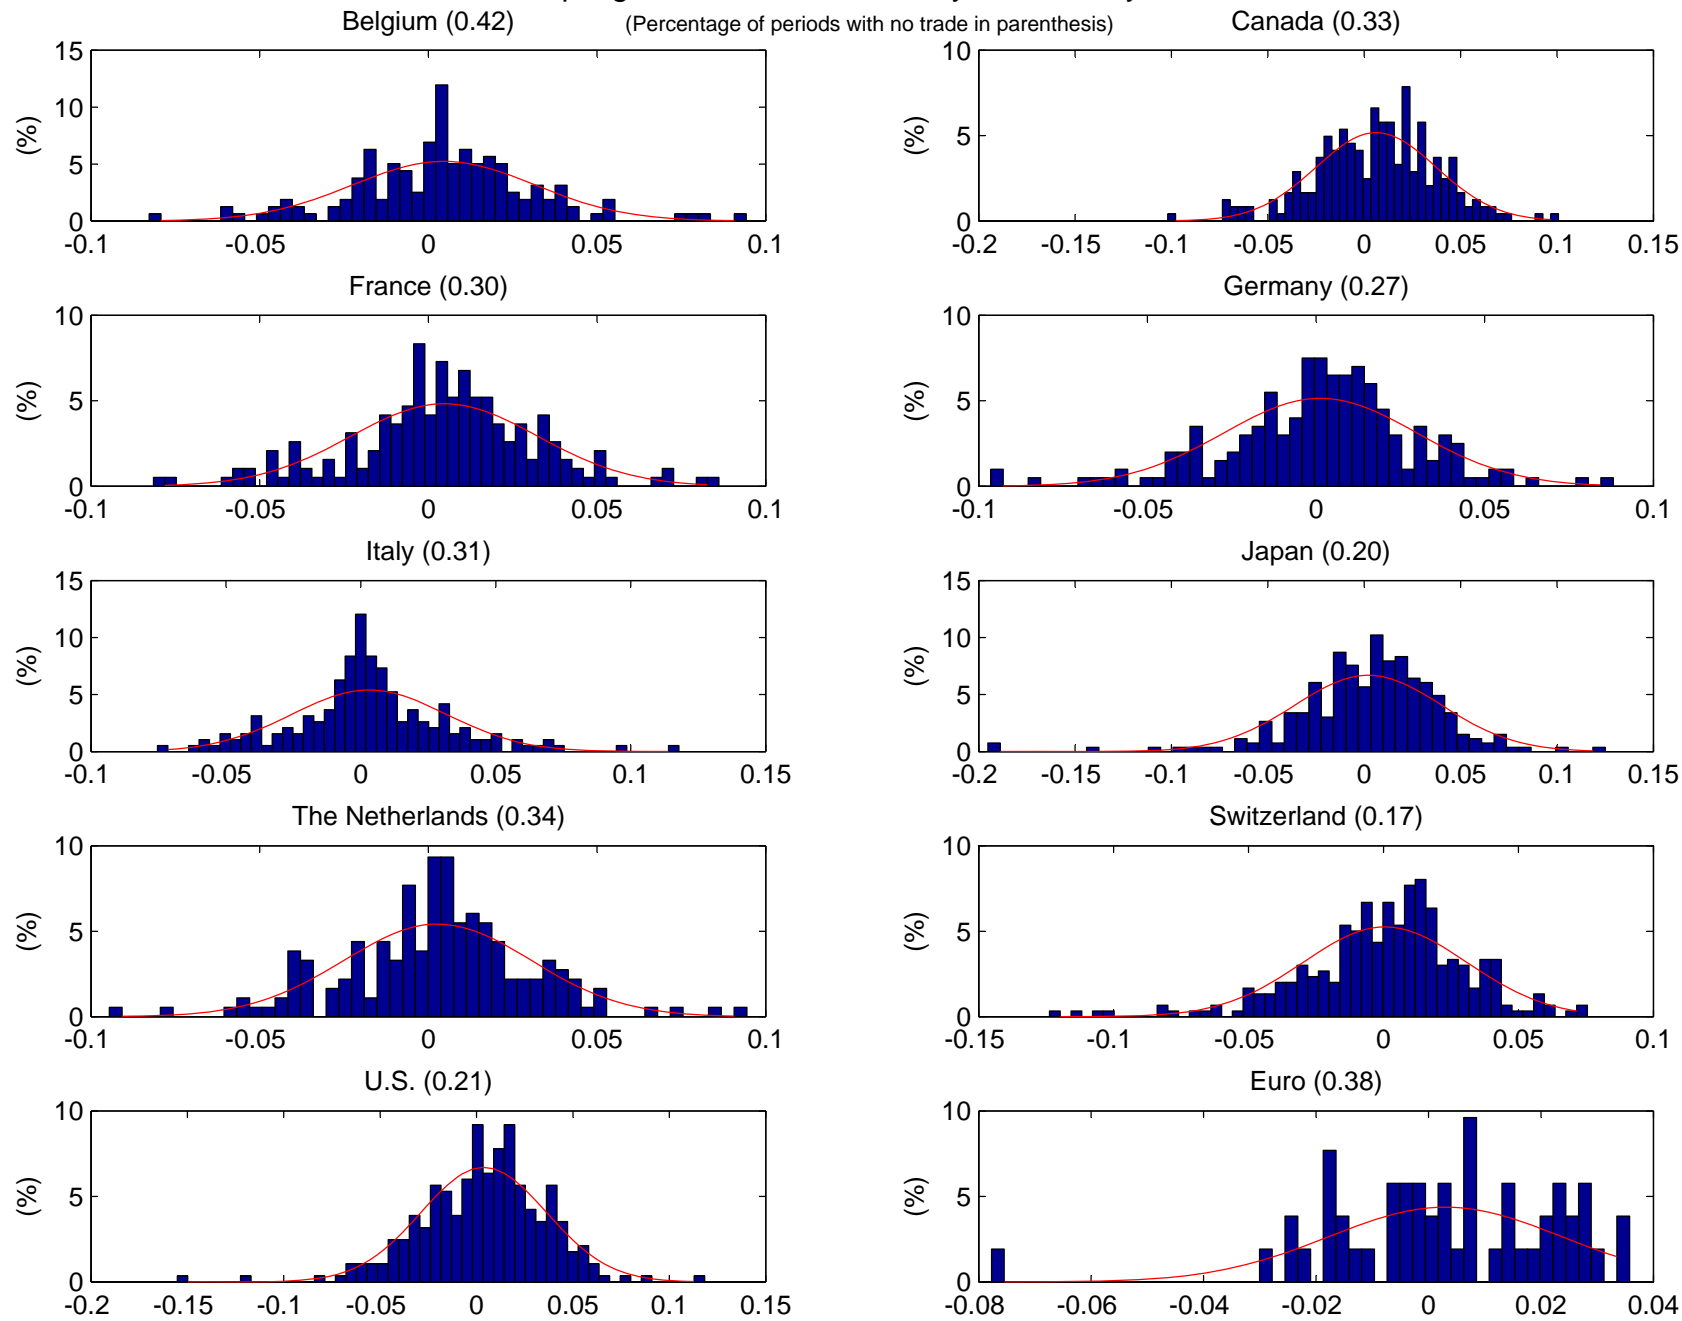 Belgium (0.42)
(Percentage of periods with no trade in parenthesis)
Canada (0.33)
15
10
5
0
(%)
-0.1 -0.05 0 0.05 0.1
10
5
0
(%)
-0.2 -0.15 -0.1 -0.05 0 0.05 0.1 0.15
France (0.30)
Germany (0.27)
10
5
0
(%)
-0.1 -0.05 0 0.05 0.1
10
5
0
(%)
-0.1 -0.05 0 0.05 0.1
Italy (0.31)
Japan (0.20)
15
10
5
0
(%)
-0.1 -0.05 0 0.05 0.1 0.15
15
10
5
0
(%)
-0.2 -0.15 -0.1 -0.05 0 0.05 0.1 0.15
The Netherlands (0.34)
Switzerland (0.17)
10
5
0
(%)
-0.1 -0.05 0 0.05 0.1
10
5
0
(%)
-0.15 -0.1 -0.05 0 0.05 0.1
U.S. (0.21)
Euro (0.38)
10
5
0
(%)
-0.2 -0.15 -0.1 -0.05 0 0.05 0.1 0.15
10
5
0
(%)
-0.08 -0.06 -0.04 -0.02 0 0.02 0.04